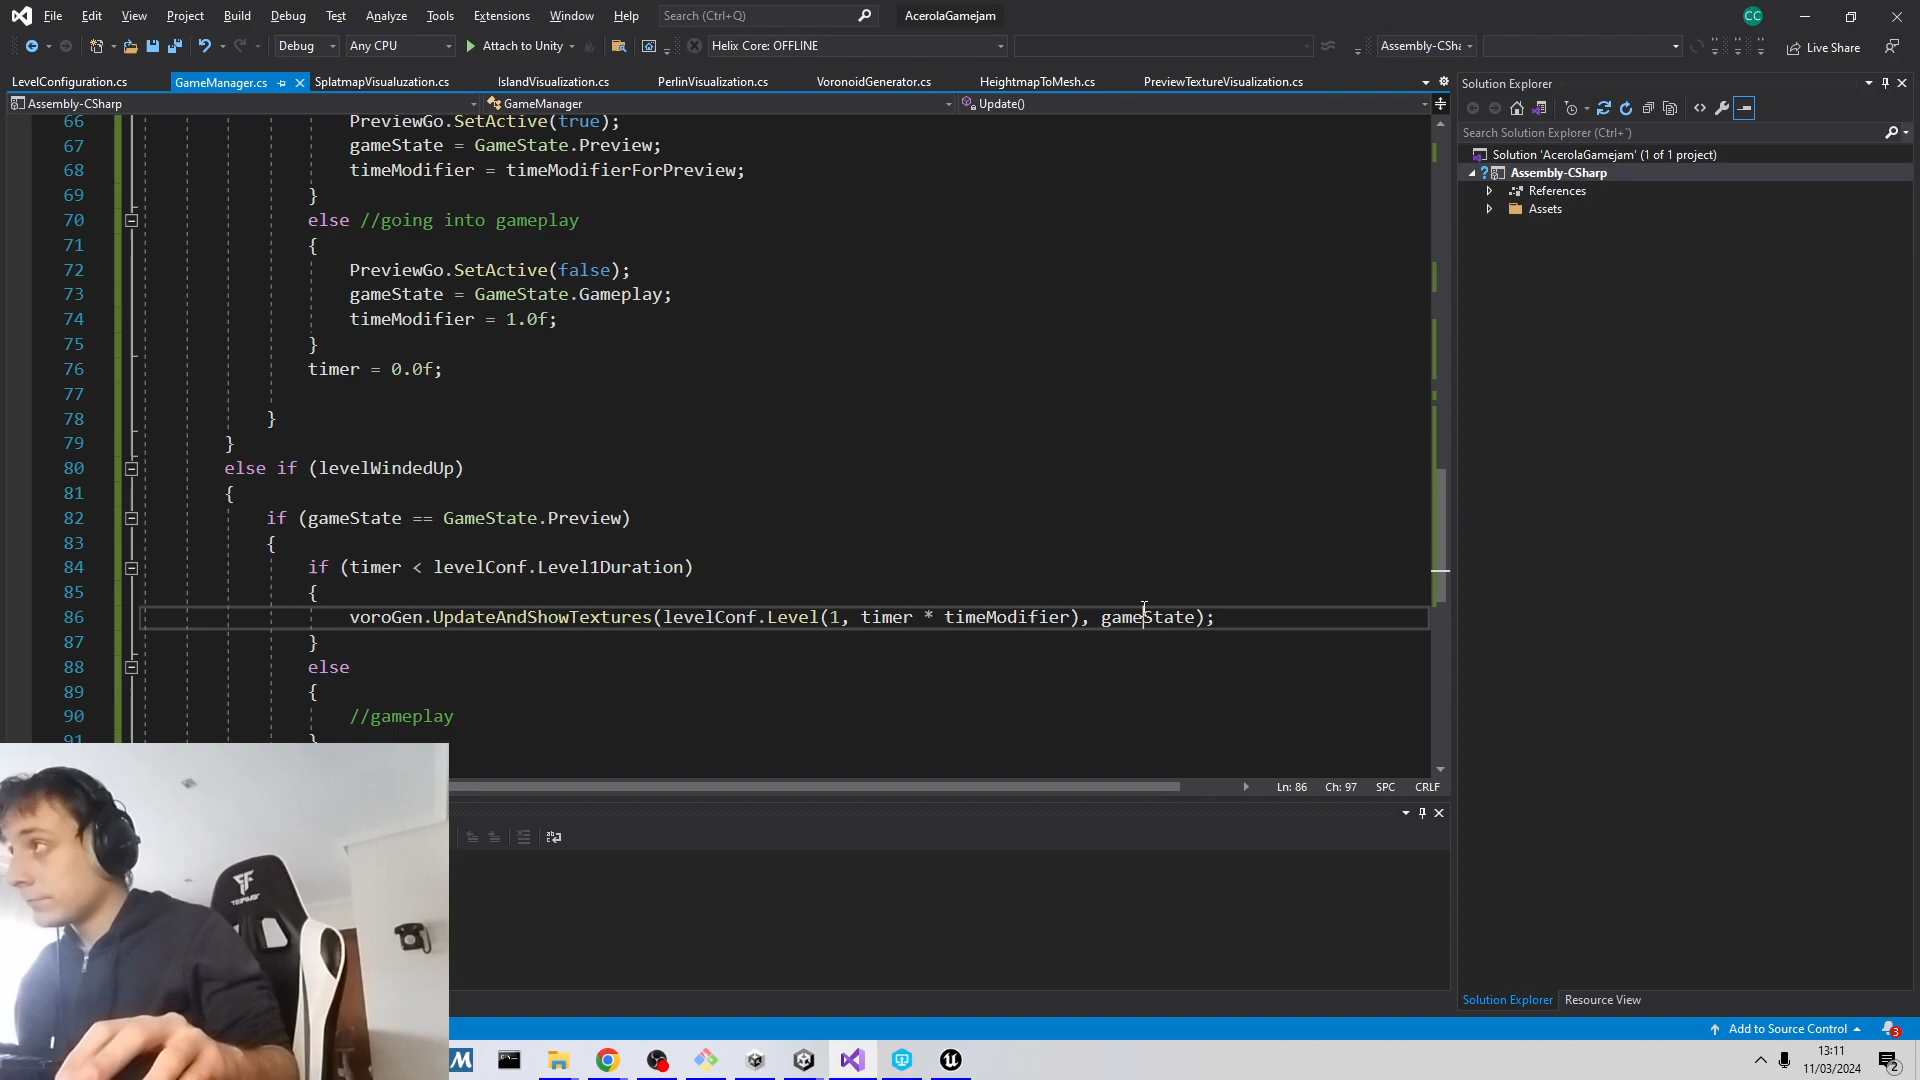 File Edit View Project Build Debug Test Analyze Tools Extensions Window Help Search (Ctrl+Q) AcerolaGamejam CC
Debug Any CPU Attach to Unity Helix Core: OFFLINE Assembly-CSha Live Share
LevelConfiguration.cs GameManager.cs SplatmapVisualuzation.cs IslandVisualization.cs PerlinVisualization.cs VoronoidGenerator.cs HeightmapToMesh.cs PreviewTextureVisualization.cs
Assembly-CSharp GameManager Update()
66 PreviewGo.SetActive(true);
67 gameState = GameState.Preview;
68 timeModifier = timeModifierForPreview;
69 }
70 else //going into gameplay
71 {
72 PreviewGo.SetActive(false);
73 gameState = GameState.Gameplay;
74 timeModifier = 1.0f;
75 }
76 timer = 0.0f;
77
78 }
79 }
80 else if (levelWindedUp)
81 {
82 if (gameState == GameState.Preview)
83 {
84 if (timer < levelConf.Level1Duration)
85 {
86 voroGen.UpdateAndShowTextures(levelConf.Level(1, timer * timeModifier), gameState);
87 }
88 else
89 {
90 //gameplay
91 }
Ln: 86 Ch: 97 SPC CRLF
Solution Explorer
Search Solution Explorer (Ctrl+¨)
Solution 'AcerolaGamejam' (1 of 1 project)
Assembly-CSharp
References
Assets
Solution Explorer Resource View
Add to Source Control 3
13:11
11/03/2024
2